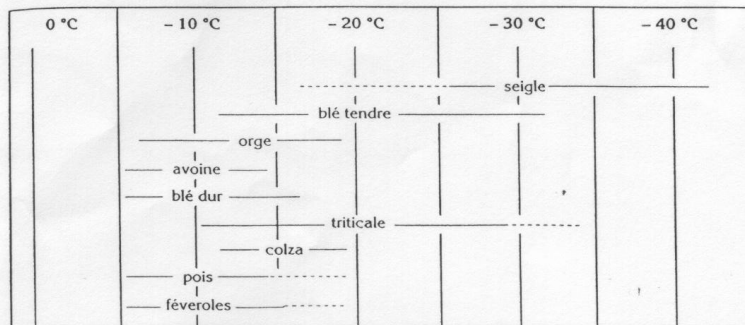 0 °C – 10 °C – 20 °C – 30 °C – 40 °C
seigle
blé tendre
orge
avoine
blé dur
triticale
colza
pois
féveroles